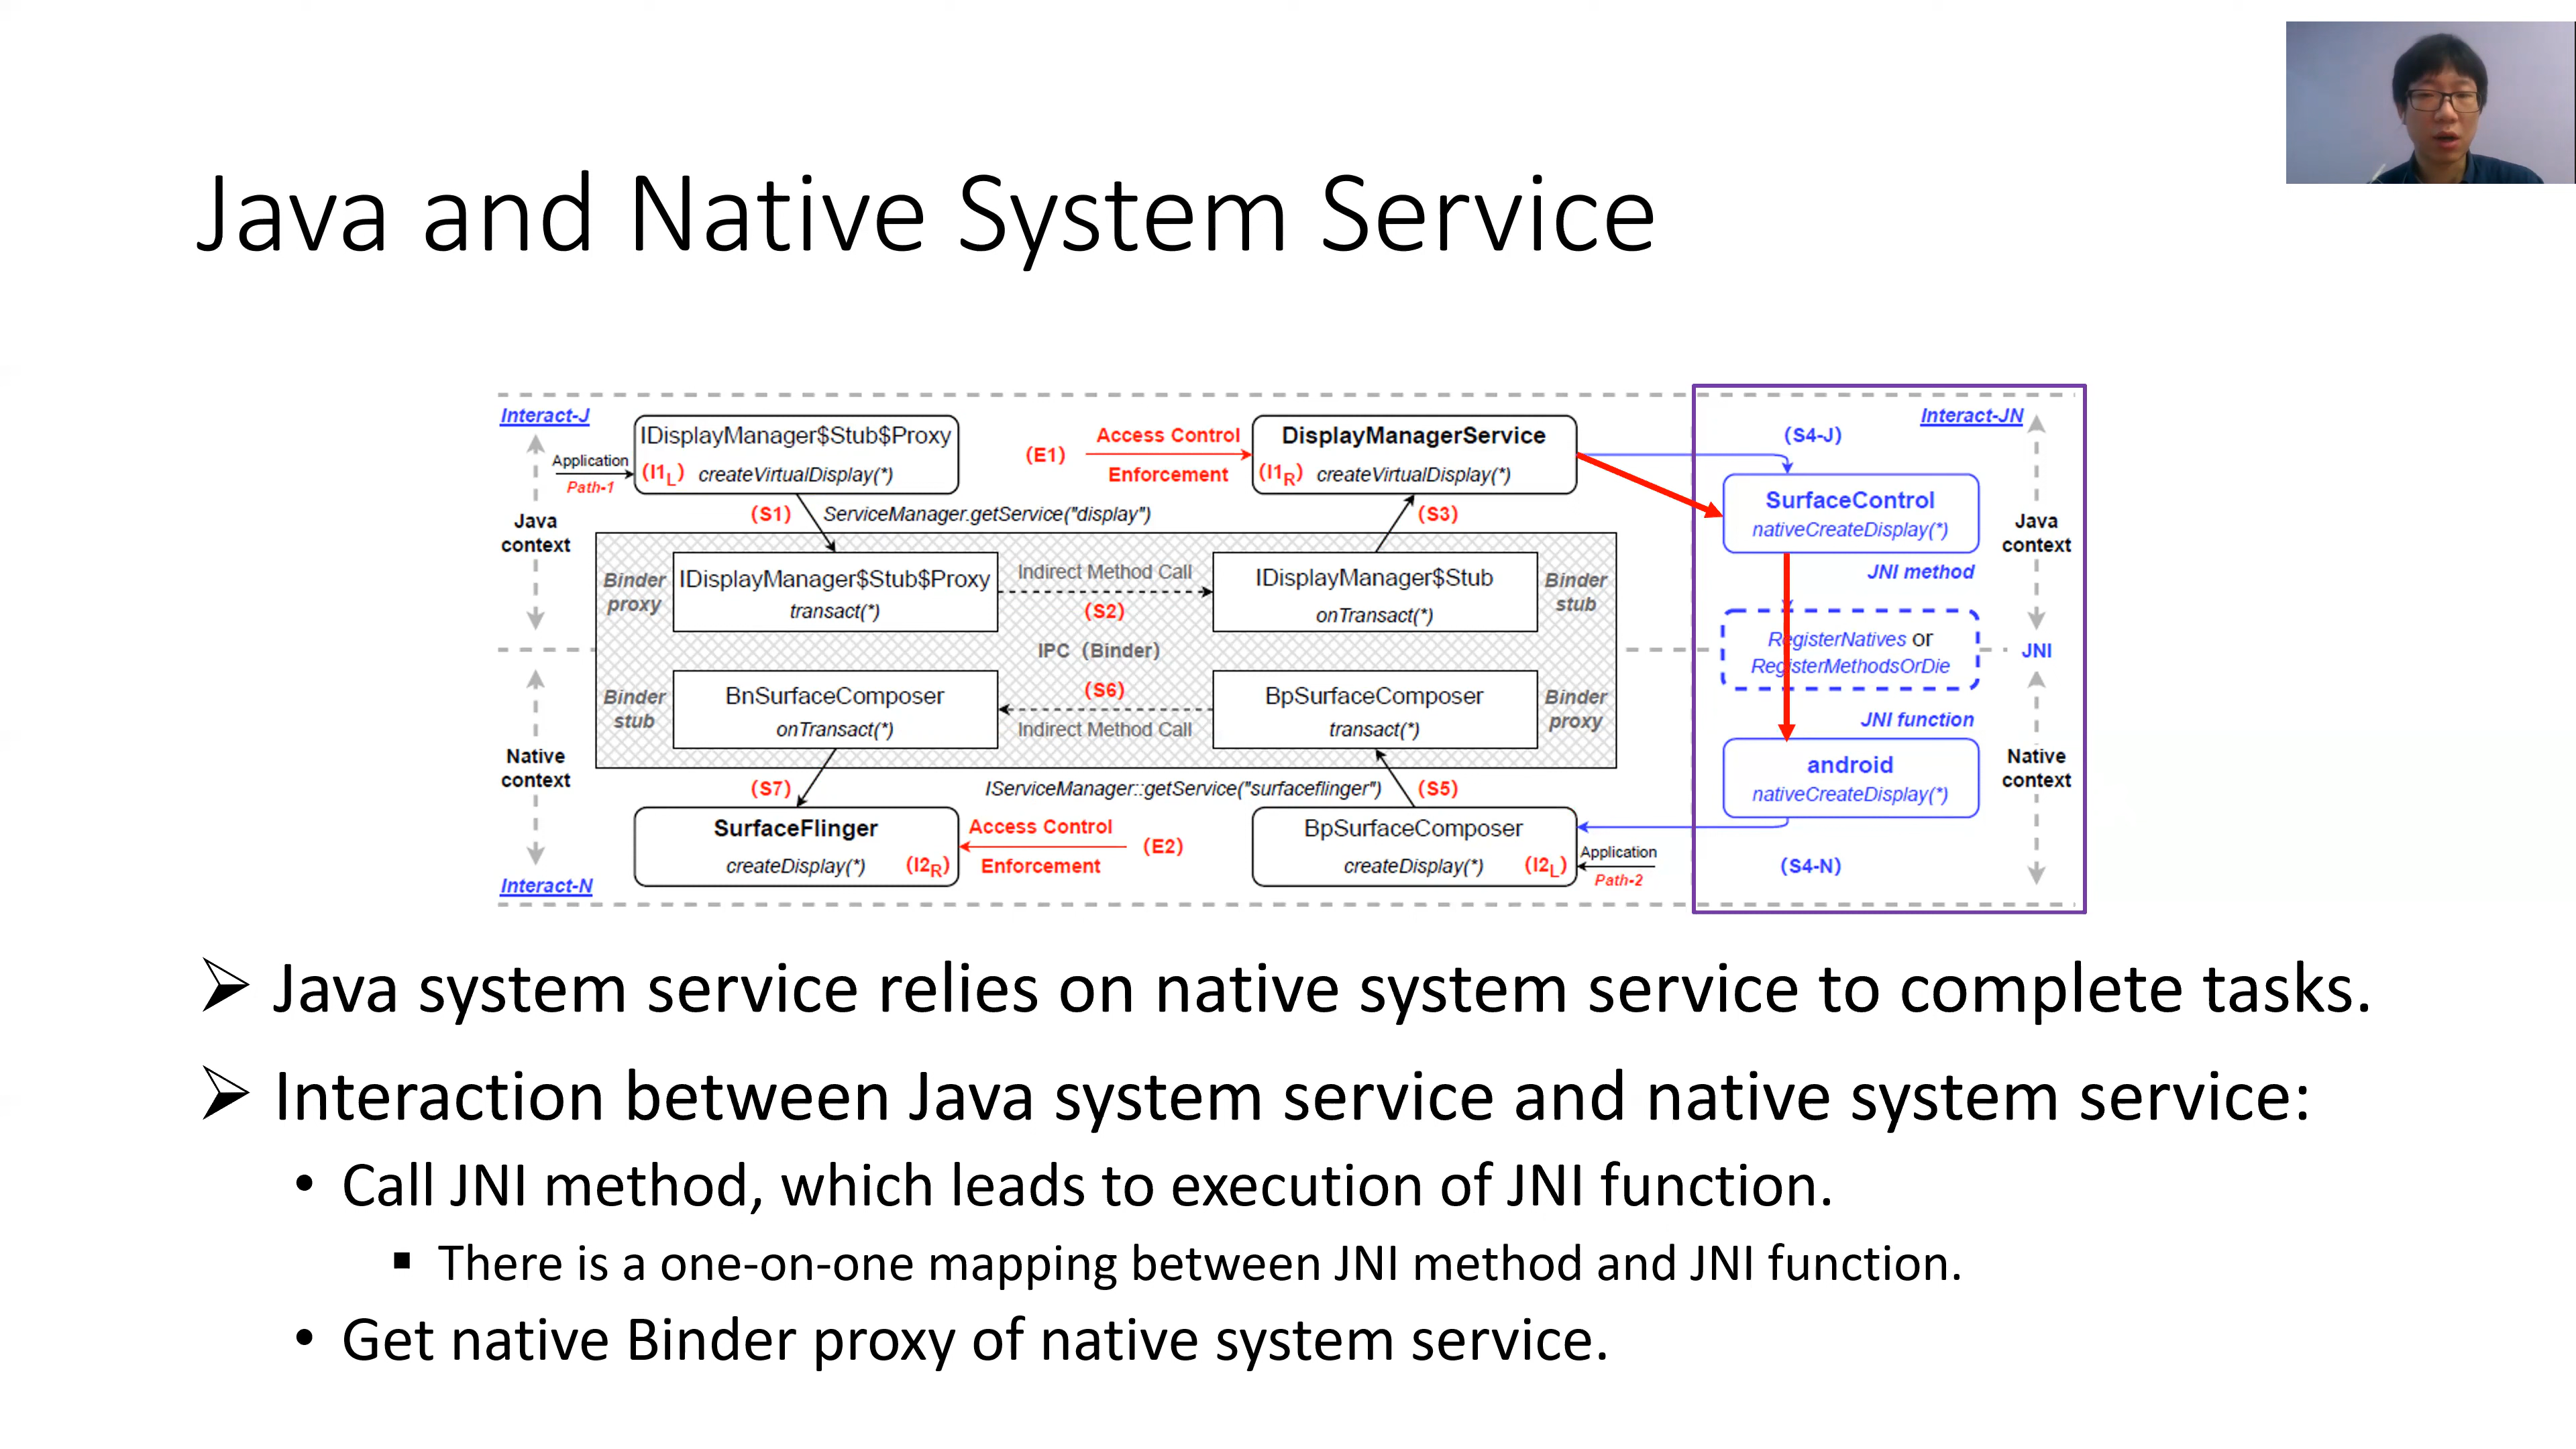 Java and Native System Service
Interact-J
Application
Path-1
IDisplayManager$Stub$Proxy
(I1L) createVirtualDisplay(*)
(E1)
Access Control
Enforcement
DisplayManagerService
(I1R) createVirtualDisplay(*)
Interact-JN
(S4-J)
SurfaceControl
nativeCreateDisplay(*)
Java
context
(S1)
ServiceManager.getService("display")
(S3)
Java
context
JNI method
Binder
proxy
IDisplayManager$Stub$Proxy
transact(*)
Indirect Method Call
(S2)
IDisplayManager$Stub
onTransact(*)
Binder
stub
IPC (Binder)
RegisterNatives or
RegisterMethodsOrDie
JNI
Binder
stub
BnSurfaceComposer
onTransact(*)
(S6)
Indirect Method Call
BpSurfaceComposer
transact(*)
Binder
proxy
JNI function
Native
context
android
nativeCreateDisplay(*)
Native
context
(S7)
IServiceManager::getService("surfaceflinger")
(S5)
SurfaceFlinger
createDisplay(*) (I2R)
Access Control
Enforcement
(E2)
BpSurfaceComposer
createDisplay(*) (I2L)
Application
Path-2
(S4-N)
Interact-N
➢ Java system service relies on native system service to complete tasks.
➢ Interaction between Java system service and native system service:
• Call JNI method, which leads to execution of JNI function.
▪ There is a one-on-one mapping between JNI method and JNI function.
• Get native Binder proxy of native system service.